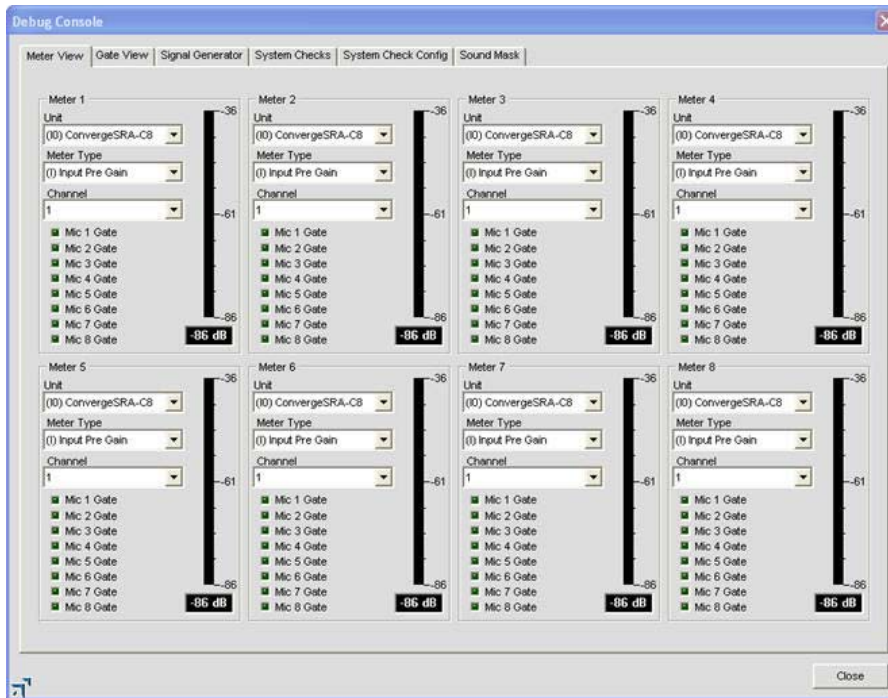 Debug Console
Meter View Gate View Signal Generator System Checks System Check Config Sound Mask
Meter 1
Unit
(I0) ConvergeSRA-C8
Meter Type
(I) Input Pre Gain
Channel
1
Mic 1 Gate
Mic 2 Gate
Mic 3 Gate
Mic 4 Gate
Mic 5 Gate
Mic 6 Gate
Mic 7 Gate
Mic 8 Gate
-36
-61
-86
-86 dB
Meter 2
Unit
(I0) ConvergeSRA-C8
Meter Type
(I) Input Pre Gain
Channel
1
Mic 1 Gate
Mic 2 Gate
Mic 3 Gate
Mic 4 Gate
Mic 5 Gate
Mic 6 Gate
Mic 7 Gate
Mic 8 Gate
-36
-61
-86
-86 dB
Meter 3
Unit
(I0) ConvergeSRA-C8
Meter Type
(I) Input Pre Gain
Channel
1
Mic 1 Gate
Mic 2 Gate
Mic 3 Gate
Mic 4 Gate
Mic 5 Gate
Mic 6 Gate
Mic 7 Gate
Mic 8 Gate
-36
-61
-86
-86 dB
Meter 4
Unit
(I0) ConvergeSRA-C8
Meter Type
(I) Input Pre Gain
Channel
1
Mic 1 Gate
Mic 2 Gate
Mic 3 Gate
Mic 4 Gate
Mic 5 Gate
Mic 6 Gate
Mic 7 Gate
Mic 8 Gate
-36
-61
-86
-86 dB
Meter 5
Unit
(I0) ConvergeSRA-C8
Meter Type
(I) Input Pre Gain
Channel
1
Mic 1 Gate
Mic 2 Gate
Mic 3 Gate
Mic 4 Gate
Mic 5 Gate
Mic 6 Gate
Mic 7 Gate
Mic 8 Gate
-36
-61
-86
-86 dB
Meter 6
Unit
(I0) ConvergeSRA-C8
Meter Type
(I) Input Pre Gain
Channel
1
Mic 1 Gate
Mic 2 Gate
Mic 3 Gate
Mic 4 Gate
Mic 5 Gate
Mic 6 Gate
Mic 7 Gate
Mic 8 Gate
-36
-61
-86
-86 dB
Meter 7
Unit
(I0) ConvergeSRA-C8
Meter Type
(I) Input Pre Gain
Channel
1
Mic 1 Gate
Mic 2 Gate
Mic 3 Gate
Mic 4 Gate
Mic 5 Gate
Mic 6 Gate
Mic 7 Gate
Mic 8 Gate
-36
-61
-86
-86 dB
Meter 8
Unit
(I0) ConvergeSRA-C8
Meter Type
(I) Input Pre Gain
Channel
1
Mic 1 Gate
Mic 2 Gate
Mic 3 Gate
Mic 4 Gate
Mic 5 Gate
Mic 6 Gate
Mic 7 Gate
Mic 8 Gate
-36
-61
-86
-86 dB
Close